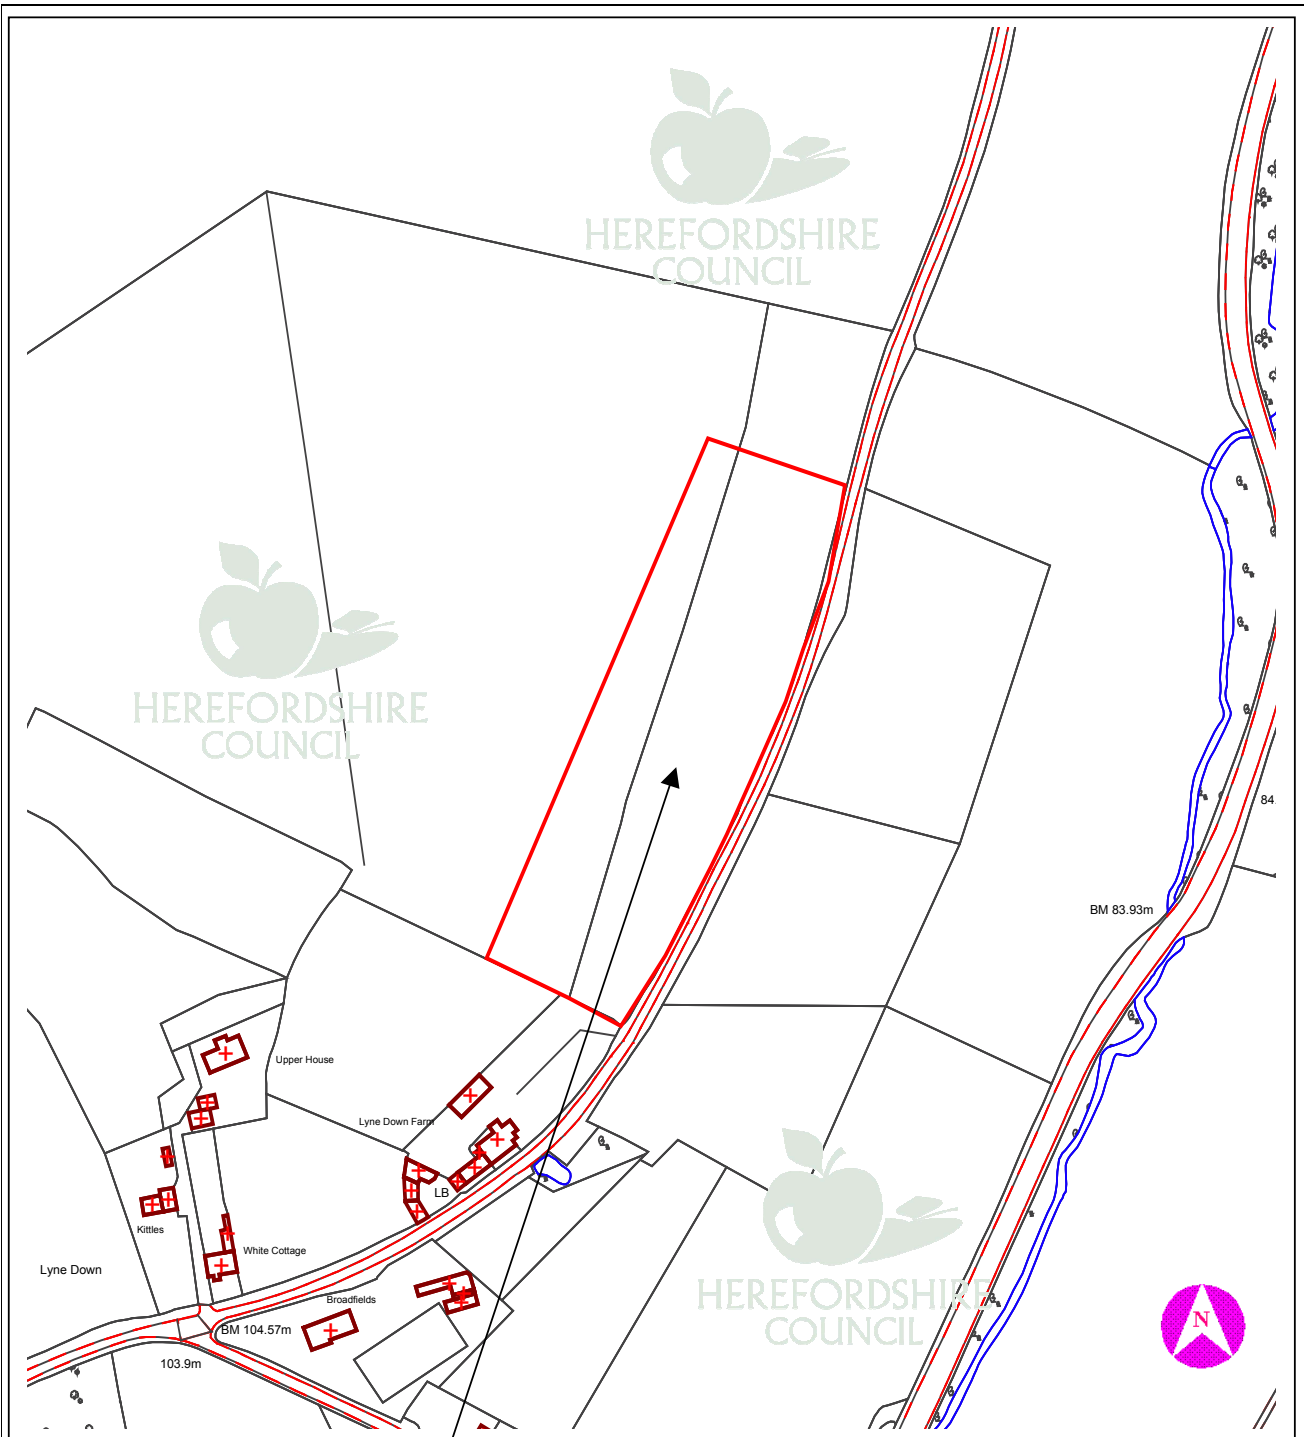 HEREFORDSHIRE
COUNCIL
HEREFORDSHIRE
COUNCIL
84.
BM 83.93m
Upper House
Lyne Down Farm
LB
Kittles
White Cottage
Lyne Down
Broadfields
HEREFORDSHIRE
COUNCIL
BM 104.57m
N
103.9m